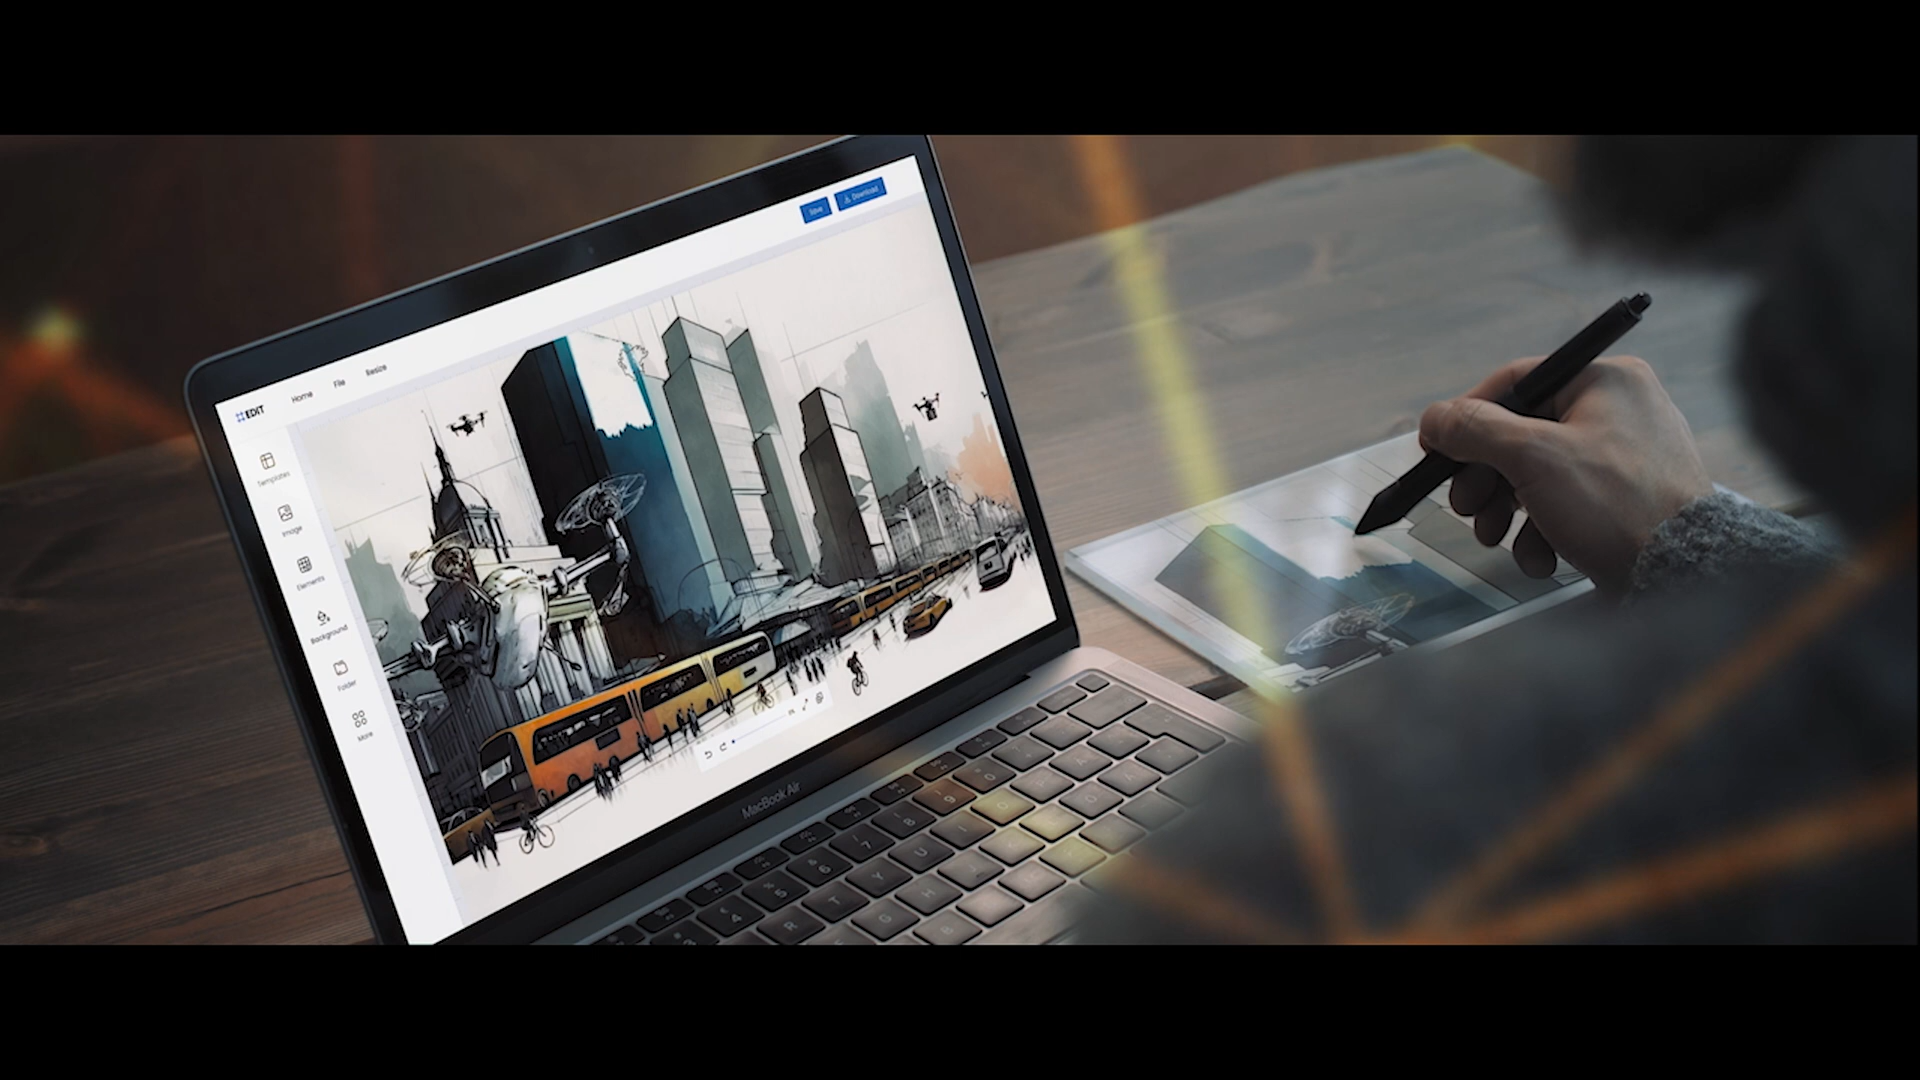 Save
Download
EDIT
Home
File
Resize
Templates
Image
Elements
Background
Folder
More
MacBook Air